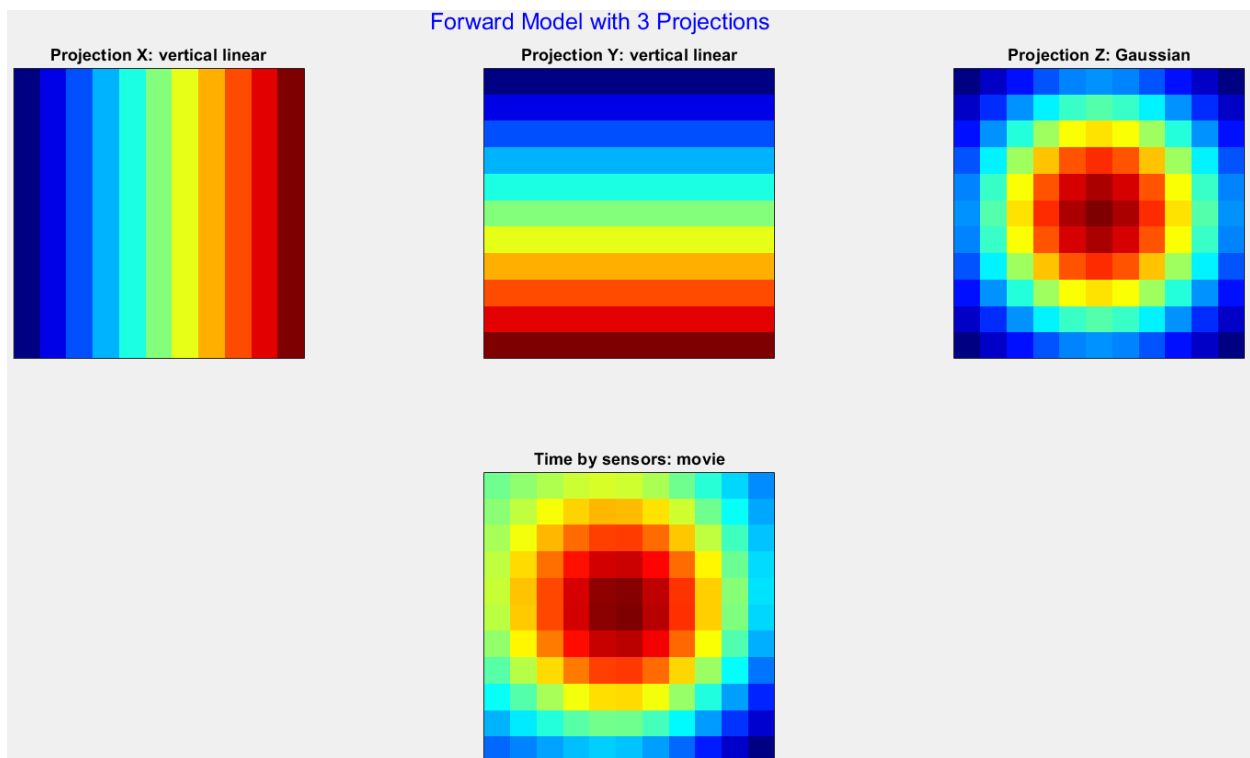 Forward Model with 3 Projections
Projection X: vertical linear
Projection Y: vertical linear
Projection Z: Gaussian
Time by sensors: movie